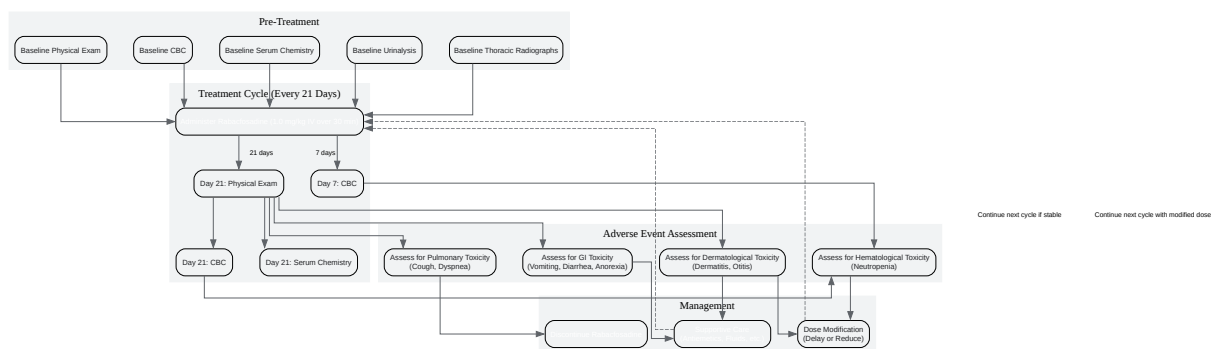 Pre-Treatment
Baseline Physical Exam
Baseline CBC
Baseline Serum Chemistry
Baseline Urinalysis
Baseline Thoracic Radiographs
Treatment Cycle (Every 21 Days)
21 days
7 days
Day 21: Physical Exam
Day 7: CBC
Continue next cycle if stable
Continue next cycle with modified dose
Adverse Event Assessment
Day 21: CBC
Day 21: Serum Chemistry
Assess for Pulmonary Toxicity
(Cough, Dyspnea)
Assess for GI Toxicity
(Vomiting, Diarrhea, Anorexia)
Assess for Dermatological Toxicity
(Dermatitis, Otitis)
Assess for Hematological Toxicity
(Neutropenia)
Management
Dose Modification
(Delay or Reduce)